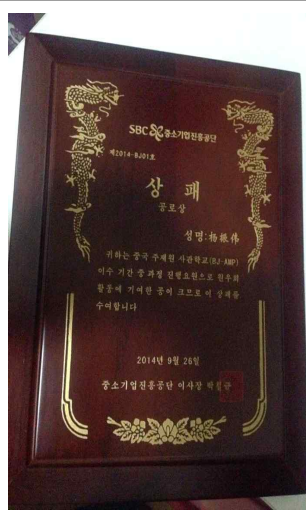 SBC 중소기업진흥공단
제2014-BJ01호
상 패
공로상
성명:杨振伟
귀하는 중국 주재원 사관학교(BJ-AMP)
이수 기간 중 과정 진행요원으로 원우회
활동에 기여한 공이 크므로 이 상패를
수여합니다
2014년 9월 26일
중소기업진흥공단 이사장